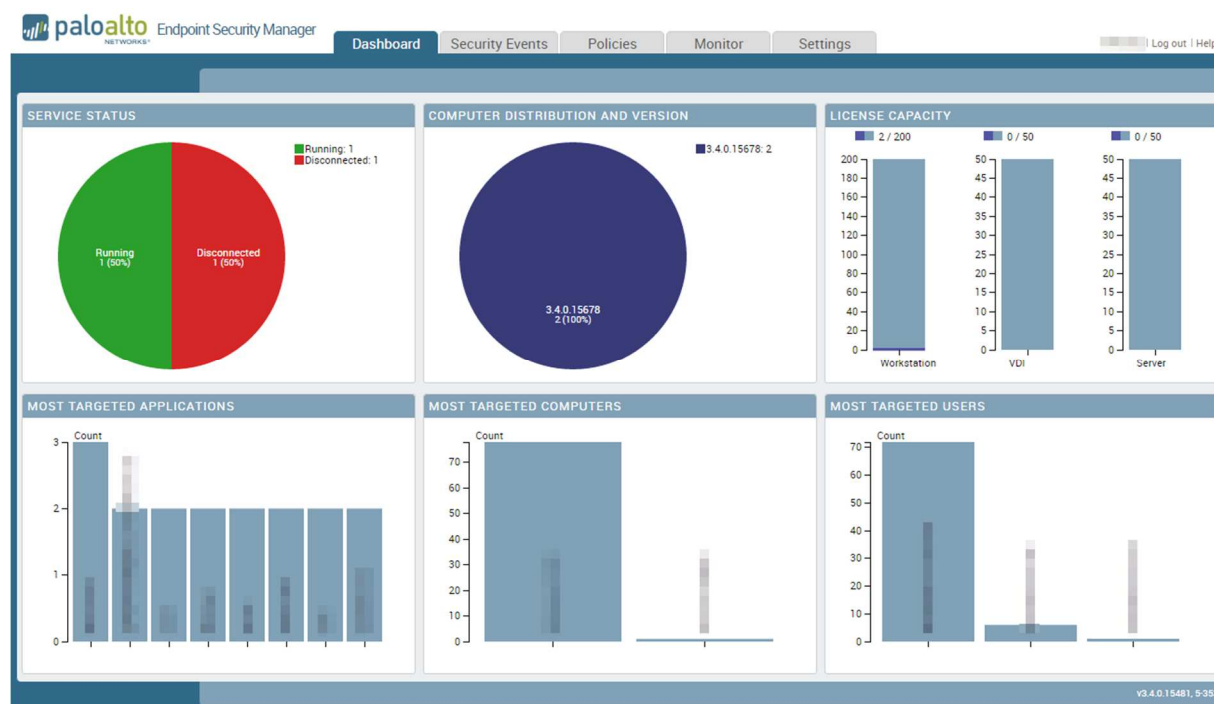 paloalto NETWORKS® Endpoint Security Manager
Dashboard Security Events Policies Monitor Settings
| Log out | Help
SERVICE STATUS
Running: 1
Disconnected: 1
Running
1 (50%)
Disconnected
1 (50%)
COMPUTER DISTRIBUTION AND VERSION
3.4.0.15678: 2
3.4.0.15678
2 (100%)
LICENSE CAPACITY
2 / 200
0 / 50
0 / 50
200
180
160
140
120
100
80
60
40
20
0
Workstation
50
45
40
35
30
25
20
15
10
5
0
VDI
50
45
40
35
30
25
20
15
10
5
0
Server
MOST TARGETED APPLICATIONS
Count
3
2
1
0
MOST TARGETED COMPUTERS
Count
70
60
50
40
30
20
10
0
MOST TARGETED USERS
Count
70
60
50
40
30
20
10
0
v3.4.0.15481, 5-35